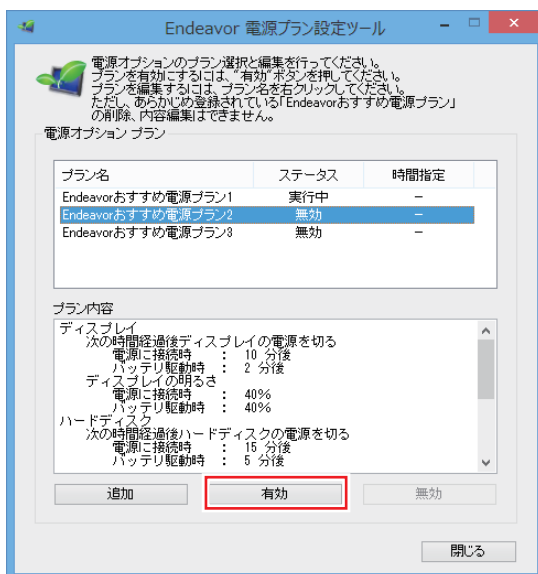 Endeavor 電源プラン設定ツール
電源オプションのプラン選択と編集を行ってください。
プランを有効にするには、"有効"ボタンを押してください。
プランを編集するには、プラン名を右クリックしてください。
ただし、あらかじめ登録されている「Endeavorおすすめ電源プラン」
の削除、内容編集はできません。
電源オプション プラン
プラン名 ステータス 時間指定
Endeavorおすすめ電源プラン1 実行中 −
Endeavorおすすめ電源プラン2 無効 −
Endeavorおすすめ電源プラン3 無効 −
プラン内容
ディスプレイ
次の時間経過後ディスプレイの電源を切る
電源に接続時 : 10 分後
バッテリ駆動時 : 2 分後
ディスプレイの明るさ
電源に接続時 : 40%
バッテリ駆動時 : 40%
ハードディスク
次の時間経過後ハードディスクの電源を切る
電源に接続時 : 15 分後
バッテリ駆動時 : 5 分後
追加 有効 無効
閉じる